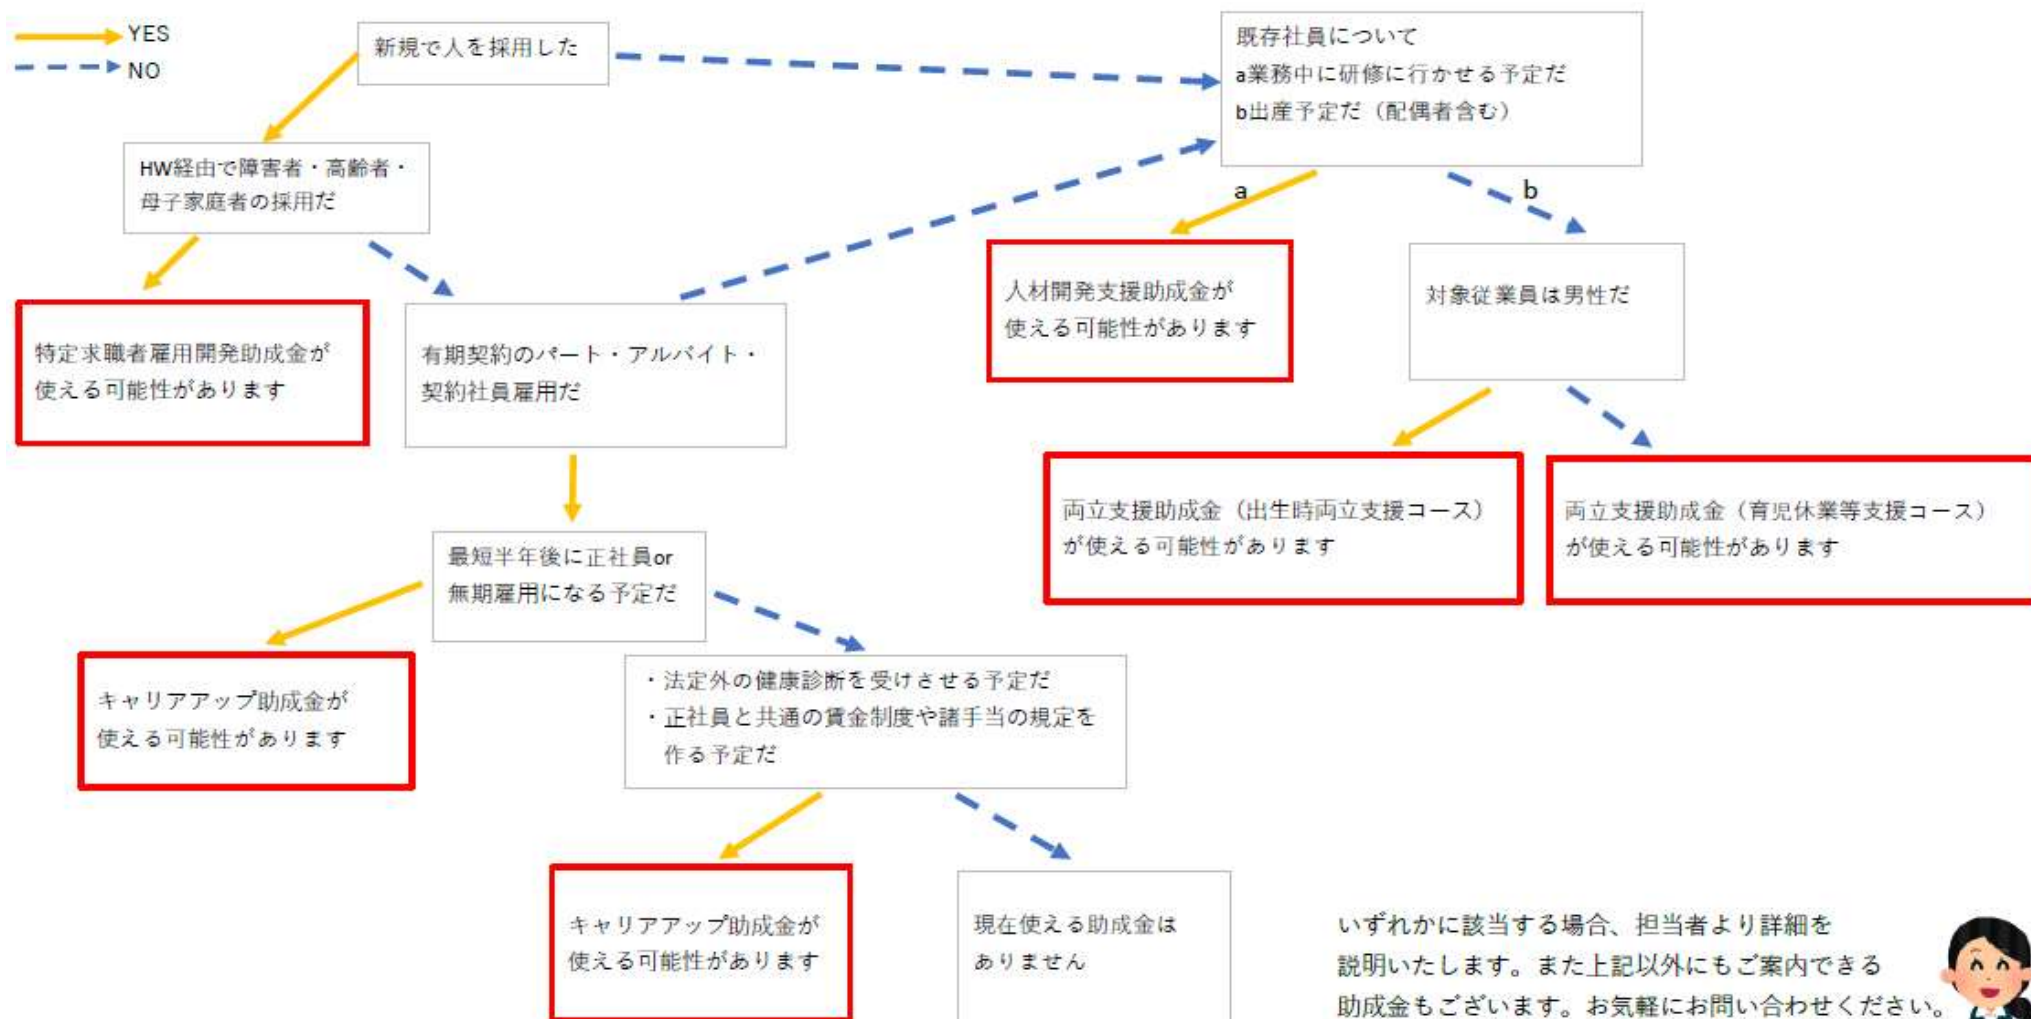 YES
NO
新規で人を採用した
既存社員について
a業務中に研修に行かせる予定だ
b出産予定だ（配偶者含む）
HW経由で障害者・高齢者・
母子家庭者の採用だ
a
b
特定求職者雇用開発助成金が
使える可能性があります
有期契約のパート・アルバイト・
契約社員雇用だ
人材開発支援助成金が
使える可能性があります
対象従業員は男性だ
両立支援助成金（出生時両立支援コース）
が使える可能性があります
両立支援助成金（育児休業等支援コース）
が使える可能性があります
最短半年後に正社員or
無期雇用になる予定だ
キャリアアップ助成金が
使える可能性があります
・法定外の健康診断を受けさせる予定だ
・正社員と共通の賃金制度や諸手当の規定を
作る予定だ
キャリアアップ助成金が
使える可能性があります
現在使える助成金は
ありません
いずれかに該当する場合、担当者より詳細を
説明いたします。また上記以外にもご案内できる
助成金もございます。お気軽にお問い合わせください。